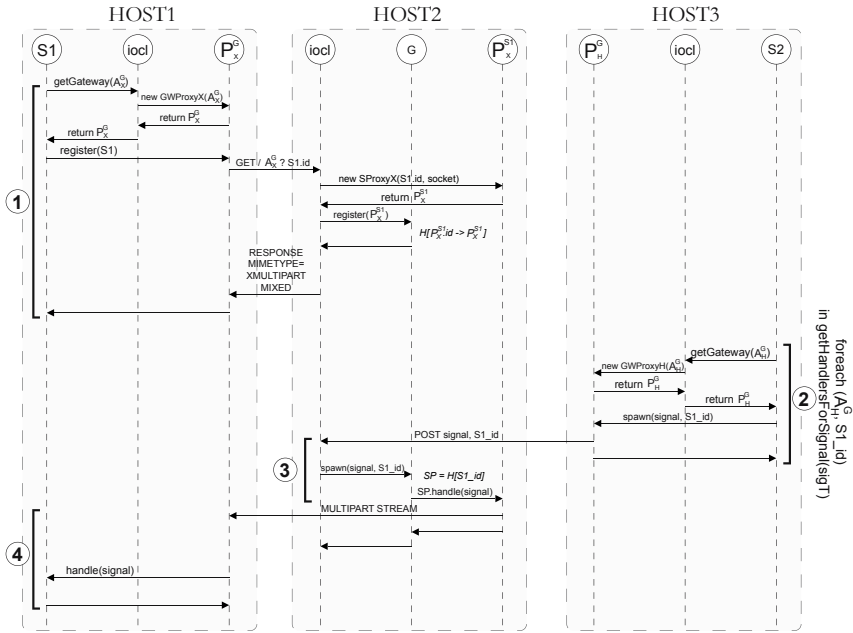 HOST1
HOST2
HOST3
S1
iocl
P_X^G
iocl
G
P_X^S1
P_H^G
iocl
S2
getGateway(A_X^G)
new GWProxyX(A_X^G)
return P_X^G
return P_X^G
register(S1)
GET / A_X^G ? S1.id
new SProxyX(S1.id, socket)
return P_X^S1
register(P_X^S1)
H[P_X^S1.id -> P_X^S1]
RESPONSE
MIMETYPE=
XMULTIPART
MIXED
1
getGateway(A_H^G)
new GWProxyH(A_H^G)
return P_H^G
return P_H^G
spawn(signal, S1_id)
2
foreach (A_H^G, S1_id)
in getHandlersForSignal(sigT)
POST signal, S1_id
3
spawn(signal, S1_id)
SP = H[S1_id]
SP.handle(signal)
MULTIPART STREAM
4
handle(signal)